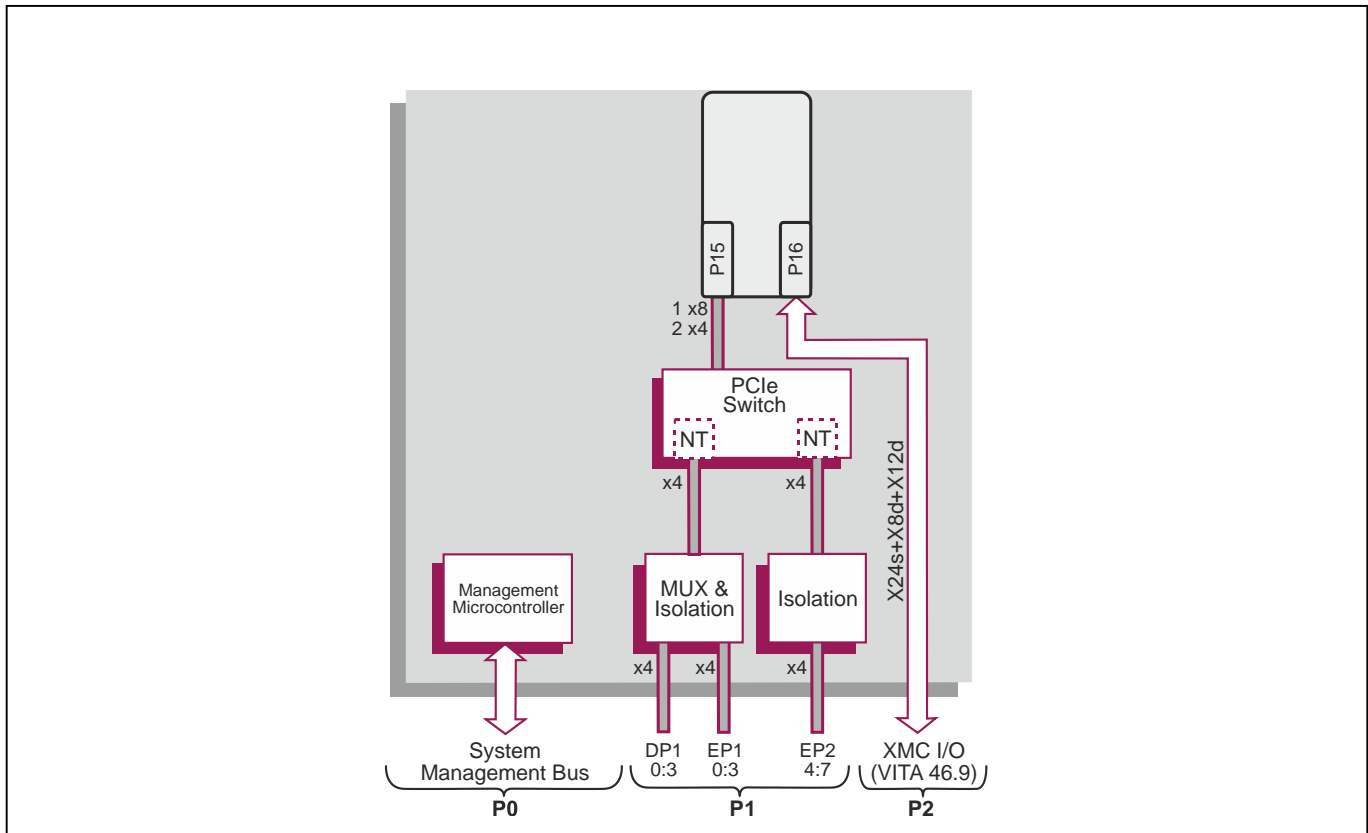 P15
P16
1 x8
2 x4
PCIe
Switch
NT
NT
x4
x4
X24s+X8d+X12d
Management
Microcontroller
MUX &
Isolation
Isolation
x4
x4
x4
System
Management Bus
DP1
0:3
EP1
0:3
EP2
4:7
XMC I/O
(VITA 46.9)
P0
P1
P2